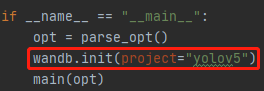 if __name__ == "__main__":
    opt = parse_opt()
    wandb.init(project="yolov5")
    main(opt)